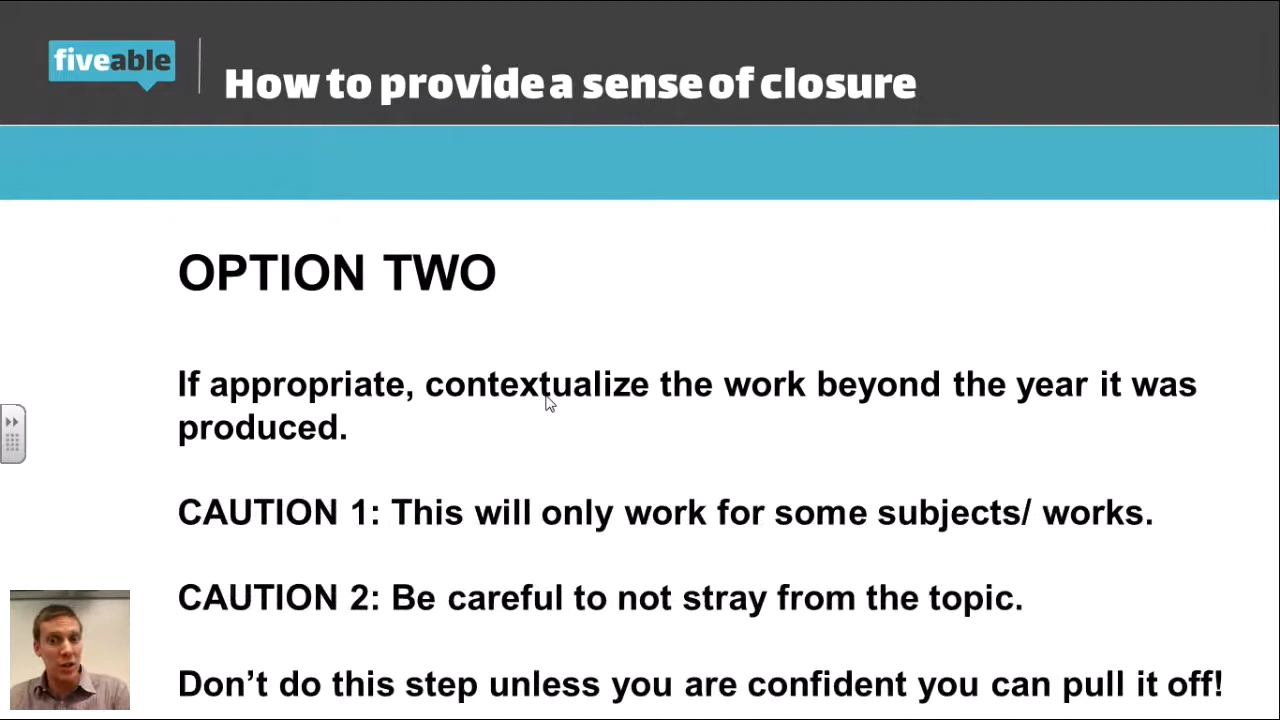 fiveable
How to provide a sense of closure
OPTION TWO
If appropriate, contextualize the work beyond the year it was
produced.
CAUTION 1: This will only work for some subjects/ works.
CAUTION 2: Be careful to not stray from the topic.
Don’t do this step unless you are confident you can pull it off!